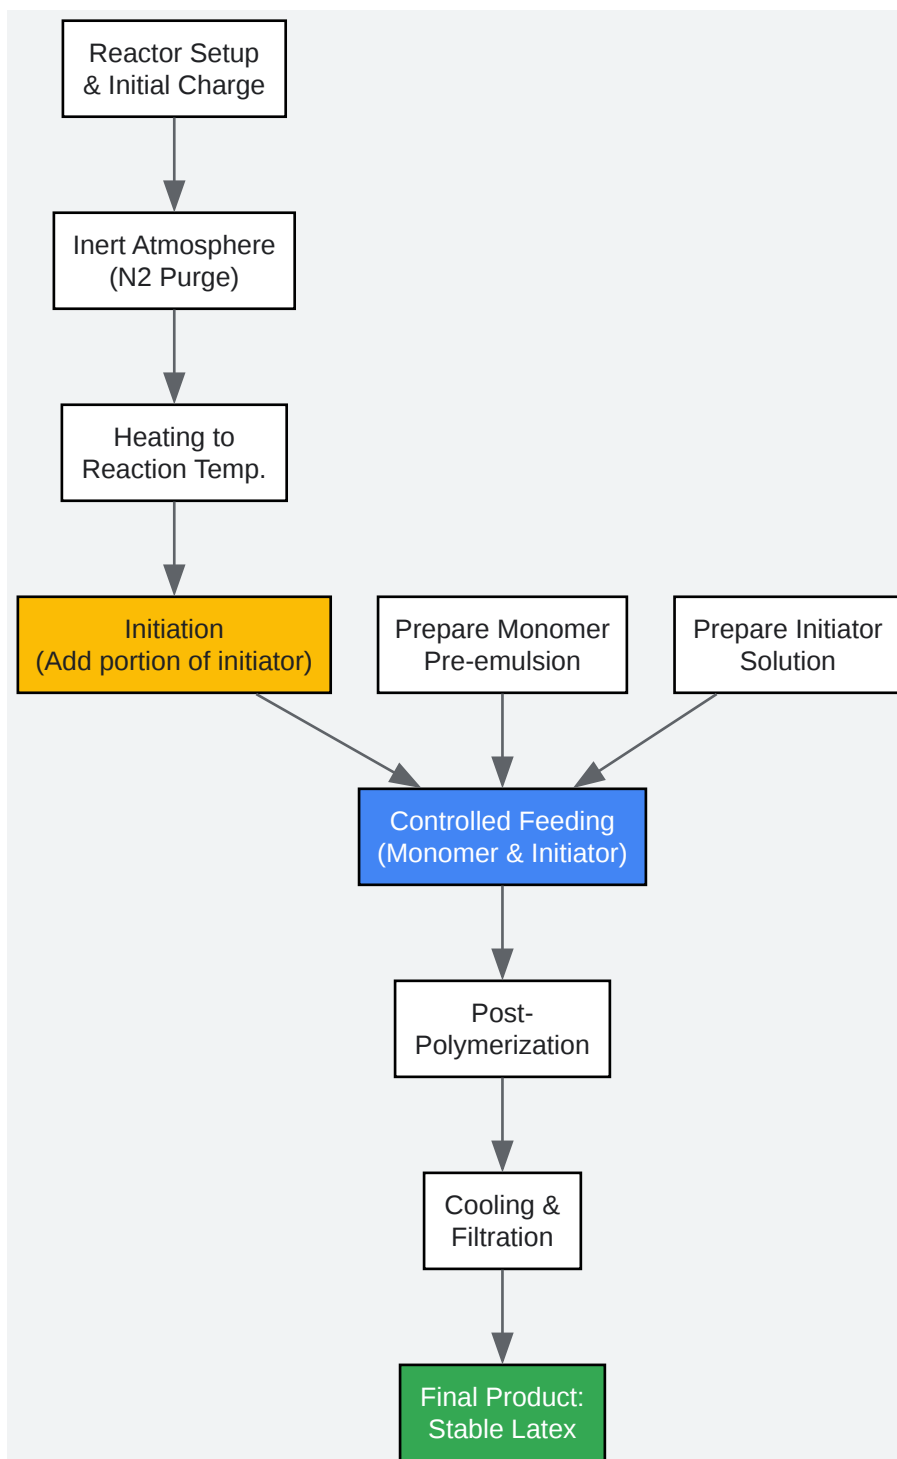 Reactor Setup
& Initial Charge
Inert Atmosphere
(N2 Purge)
Heating to
Reaction Temp.
Initiation
(Add portion of initiator)
Prepare Monomer
Pre-emulsion
Prepare Initiator
Solution
Controlled Feeding
(Monomer & Initiator)
Post-
Polymerization
Cooling &
Filtration
Final Product:
Stable Latex